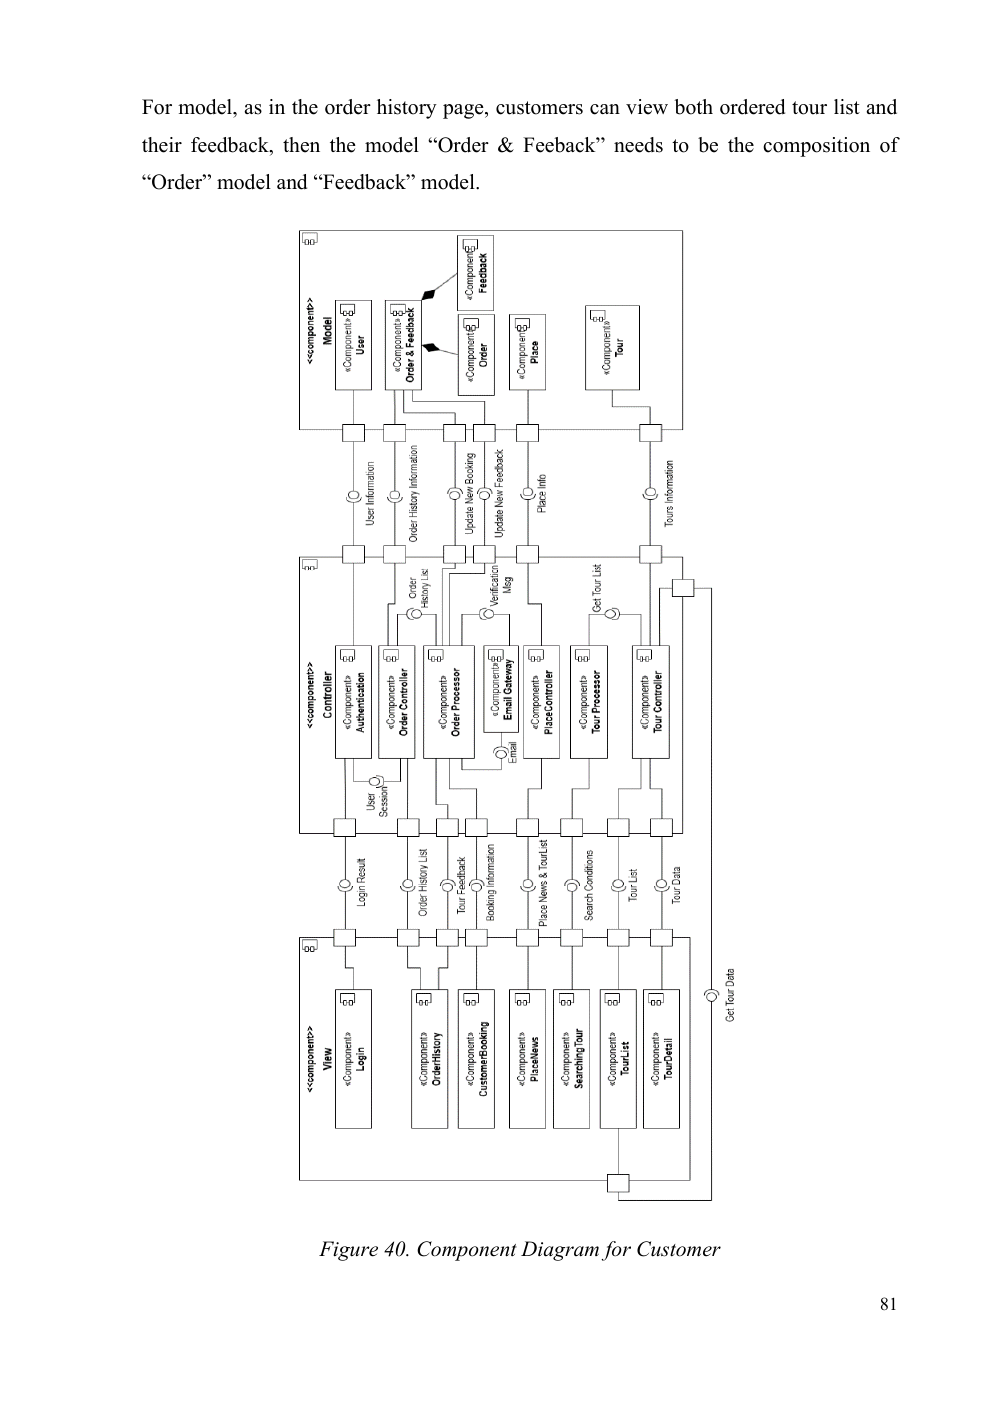 For model, as in the order history page, customers can view both ordered tour list and
their feedback, then the model “Order & Feeback” needs to be the composition of
“Order” model and “Feedback” model.
<<component>>
Model
«Component»
User
«Component»
Order & Feedback
«Component»
Feedback
«Component»
Order
«Component»
Place
«Component»
Tour
User Information
Order History Information
Update New Booking
Update New Feedback
Place Info
Tours Information
<<component>>
Controller
«Component»
Authentication
«Component»
Order Controller
«Component»
Order Processor
«Component»
Email Gateway
«Component»
PlaceController
«Component»
Tour Processor
«Component»
Tour Controller
Order
History List
Verification
Msg
Get Tour List
User
Session
Email
Login Result
Order History List
Tour Feedback
Booking Information
Place News & TourList
Search Conditions
Tour List
Tour Data
<<component>>
View
«Component»
Login
«Component»
OrderHistory
«Component»
CustomerBooking
«Component»
PlaceNews
«Component»
SearchingTour
«Component»
TourList
«Component»
TourDetail
Get Tour Data
Figure 40. Component Diagram for Customer
81